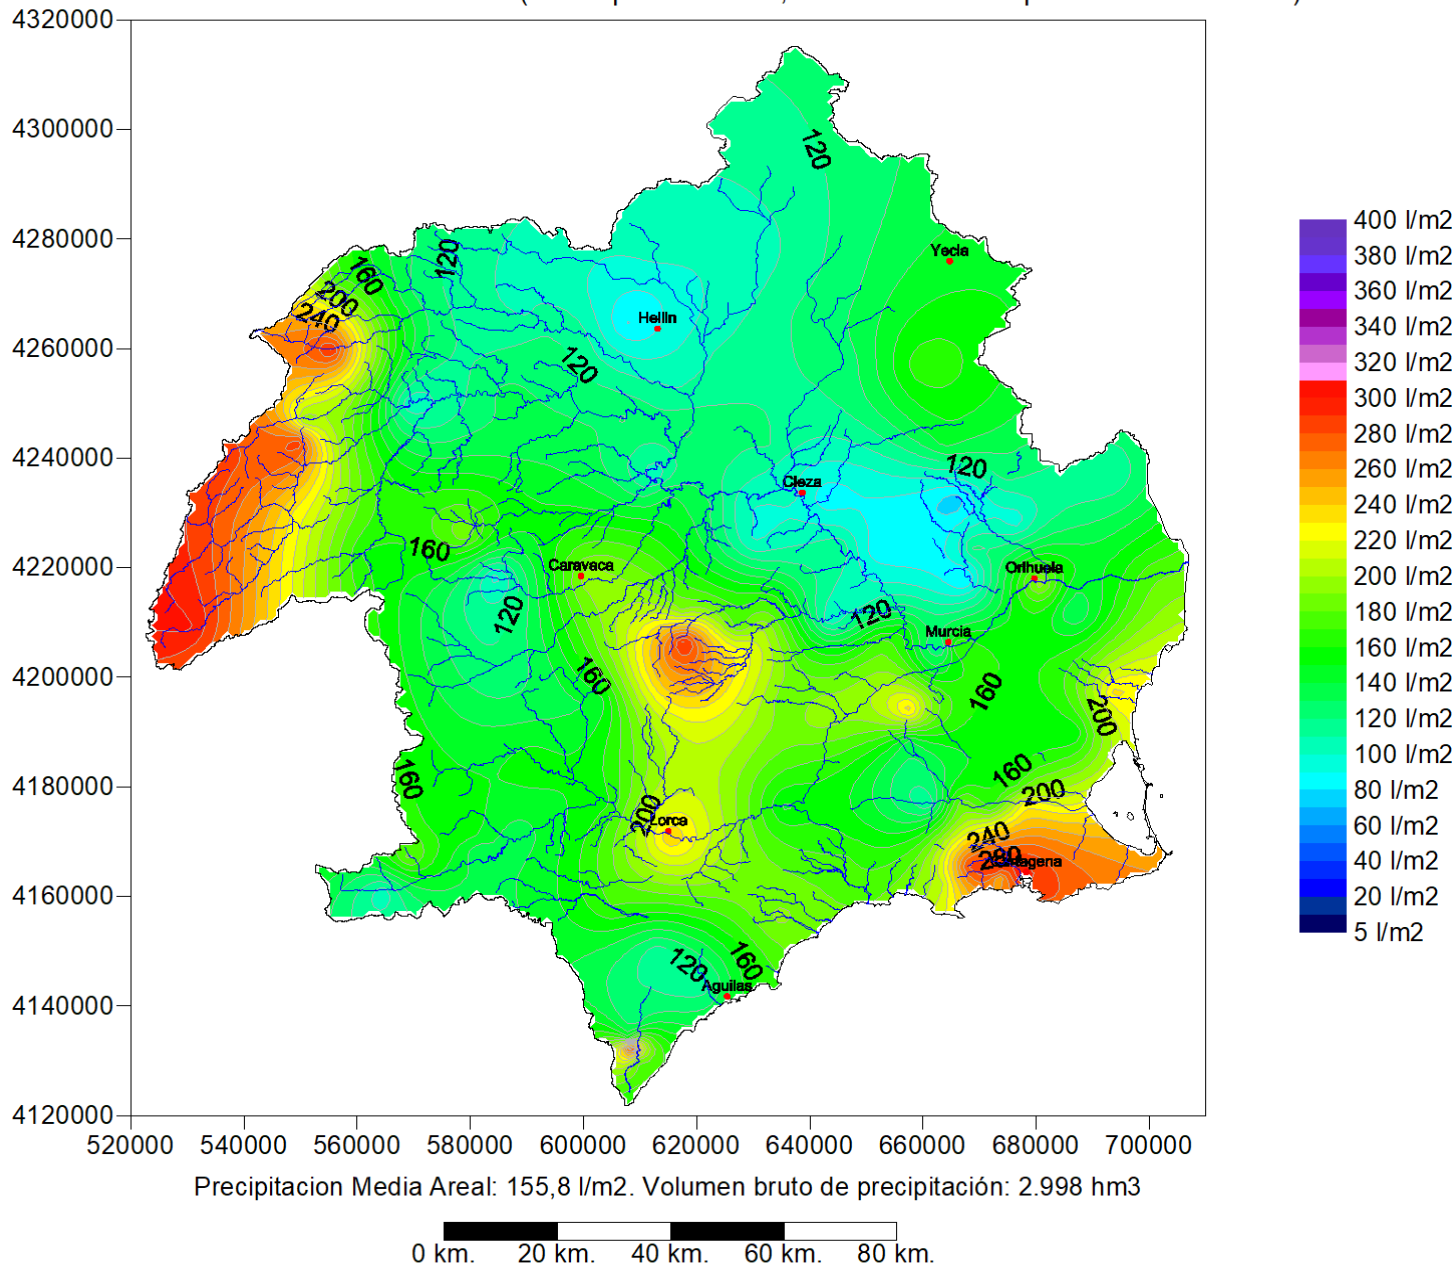 4320000
4300000
4280000
4260000
4240000
4220000
4200000
4180000
4160000
4140000
4120000
520000 540000 560000 580000 600000 620000 640000 660000 680000 700000
120
Yecla
120
160
200
240
Hellin
120
120
Cieza
160
Caravaca
Orihuela
120
120
Murcia
160
160
200
160
160
200
200
Lorca
240
280
120
160
Aguilas
400 l/m2
380 l/m2
360 l/m2
340 l/m2
320 l/m2
300 l/m2
280 l/m2
260 l/m2
240 l/m2
220 l/m2
200 l/m2
180 l/m2
160 l/m2
140 l/m2
120 l/m2
100 l/m2
80 l/m2
60 l/m2
40 l/m2
20 l/m2
5 l/m2
Precipitacion Media Areal: 155,8 l/m2. Volumen bruto de precipitación: 2.998 hm3
0 km. 20 km. 40 km. 60 km. 80 km.